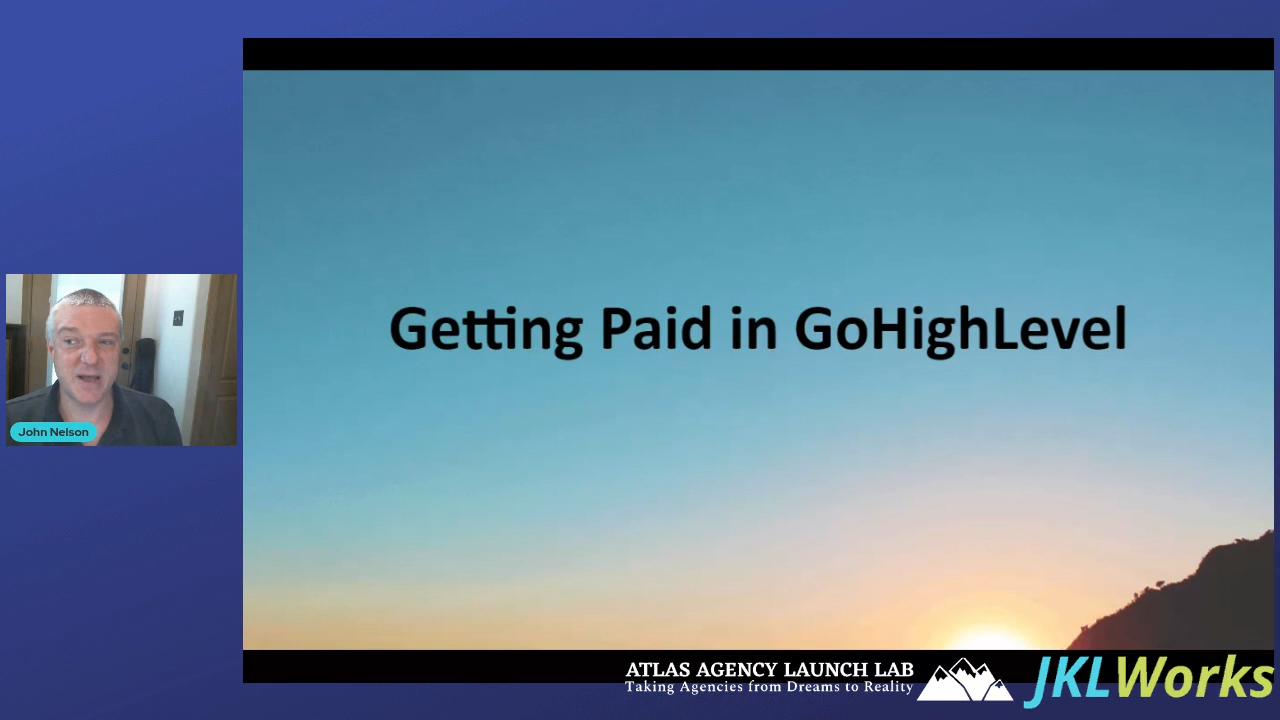 Getting Paid in GoHighLevel
John Nelson
ATLAS AGENCY LAUNCH LAB
Taking Agencies from Dreams to Reality
JKLWorks